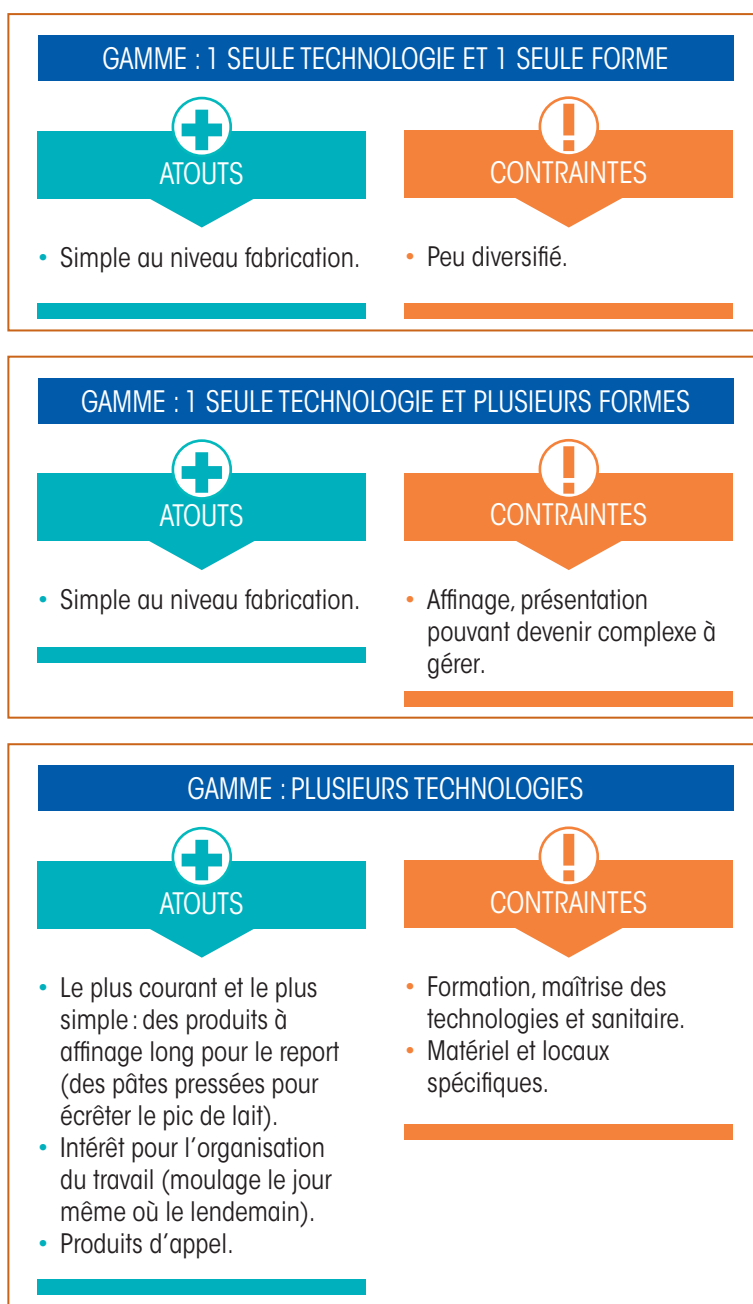 GAMME : 1 SEULE TECHNOLOGIE ET 1 SEULE FORME
ATOUTS
• Simple au niveau fabrication.
CONTRAINTES
• Peu diversifié.
GAMME : 1 SEULE TECHNOLOGIE ET PLUSIEURS FORMES
ATOUTS
• Simple au niveau fabrication.
CONTRAINTES
• Affinage, présentation
pouvant devenir complexe à
gérer.
GAMME : PLUSIEURS TECHNOLOGIES
ATOUTS
• Le plus courant et le plus
simple : des produits à
affinage long pour le report
(des pâtes pressées pour
écrêter le pic de lait).
• Intérêt pour l’organisation
du travail (moulage le jour
même où le lendemain).
• Produits d’appel.
CONTRAINTES
• Formation, maîtrise des
technologies et sanitaire.
• Matériel et locaux
spécifiques.